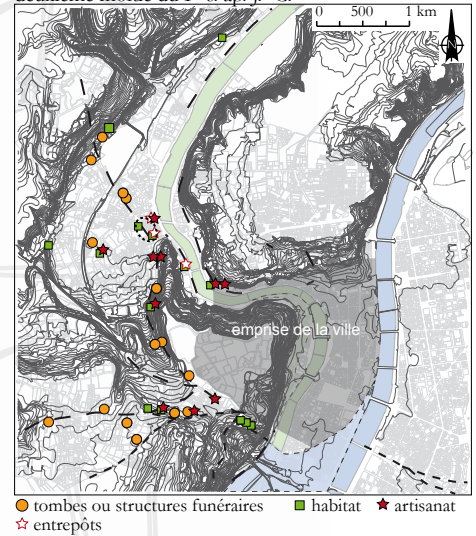 0 500 1 km
N
emprise de la ville
tombes ou structures funéraires habitat artisanat
entrepôts